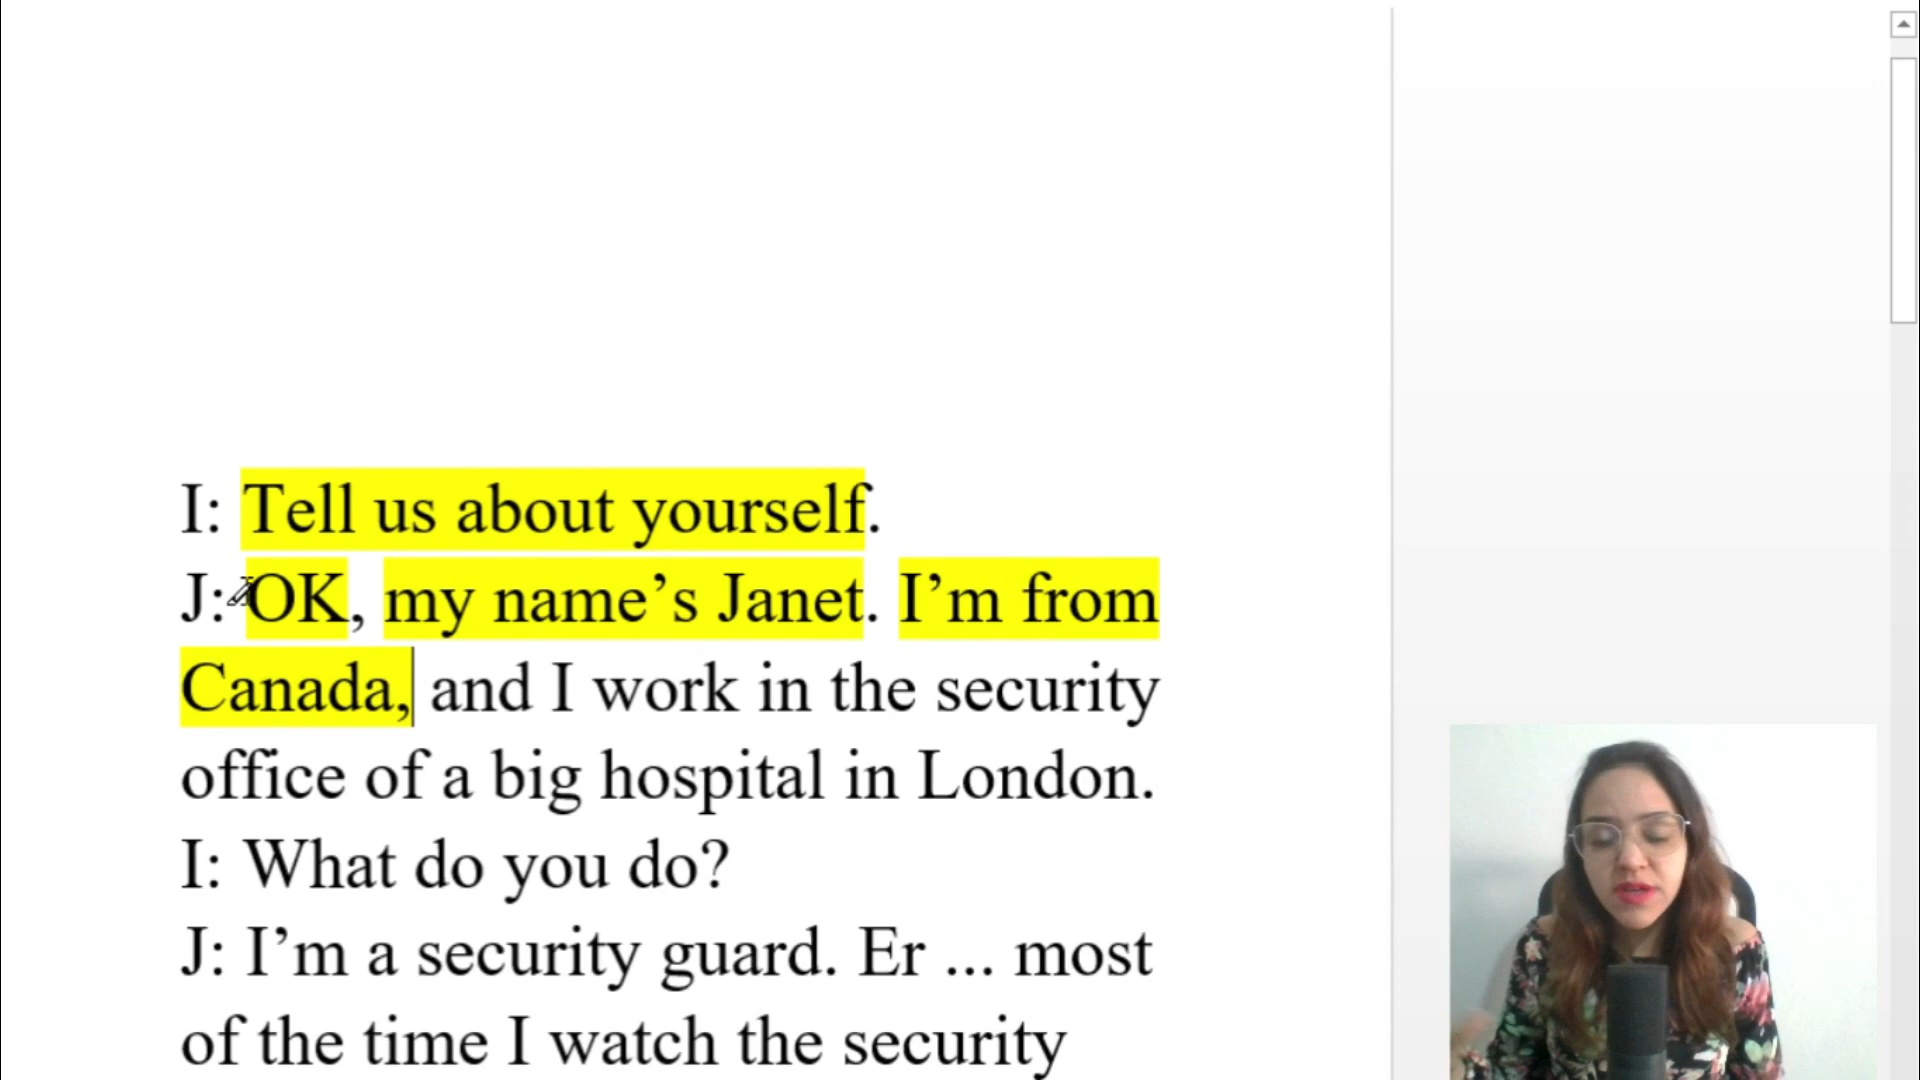 I: Tell us about yourself.
J: OK, my name’s Janet. I’m from
Canada, and I work in the security
office of a big hospital in London.
I: What do you do?
J: I’m a security guard. Er ... most
of the time I watch the security